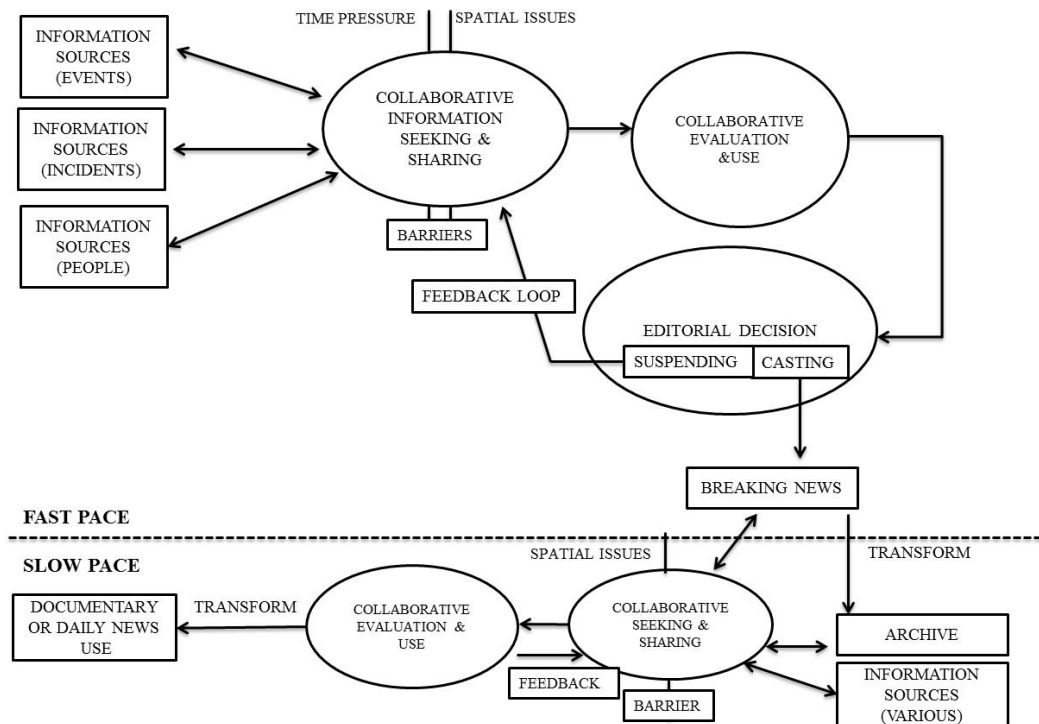 TIME PRESSURE
SPATIAL ISSUES
INFORMATION
SOURCES
(EVENTS)
COLLABORATIVE
INFORMATION
SEEKING &
SHARING
COLLABORATIVE
EVALUATION
&USE
INFORMATION
SOURCES
(INCIDENTS)
INFORMATION
SOURCES
(PEOPLE)
BARRIERS
FEEDBACK LOOP
EDITORIAL DECISION
SUSPENDING
CASTING
BREAKING NEWS
FAST PACE
SLOW PACE
SPATIAL ISSUES
TRANSFORM
DOCUMENTARY
OR DAILY NEWS
USE
TRANSFORM
COLLABORATIVE
EVALUATION &
USE
COLLABORATIVE
SEEKING &
SHARING
ARCHIVE
FEEDBACK
BARRIER
INFORMATION
SOURCES
(VARIOUS)